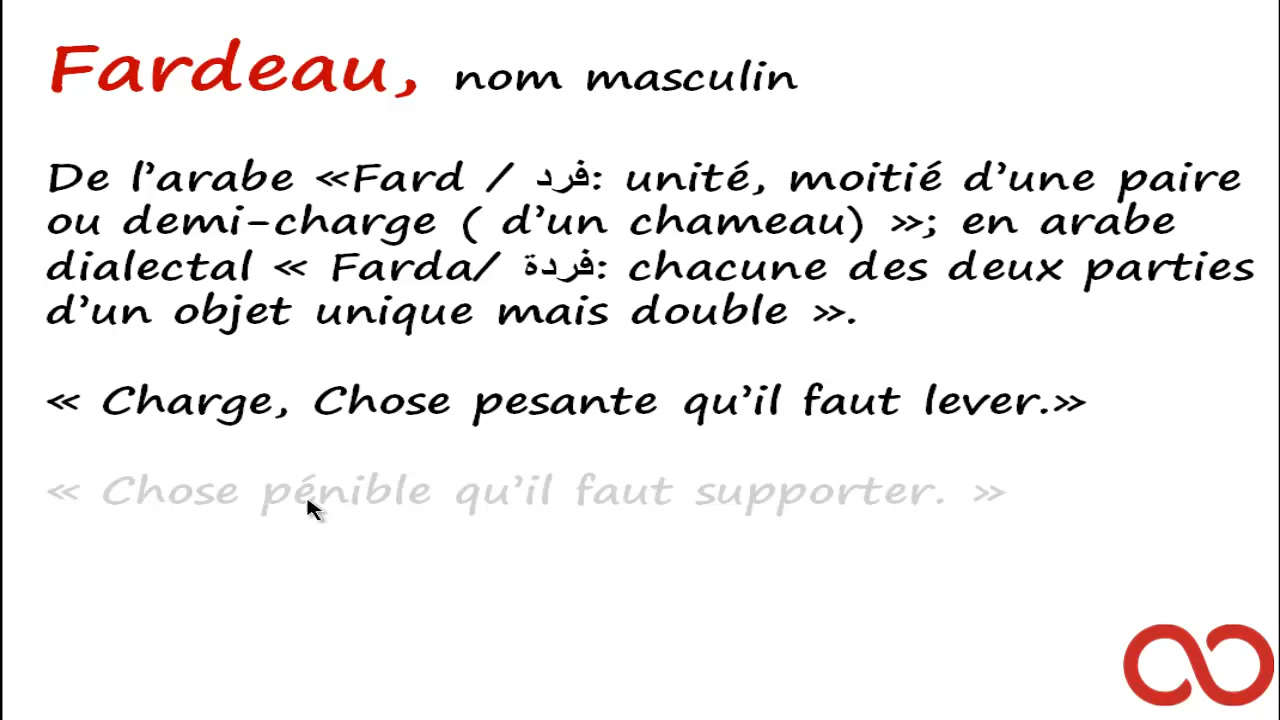 Fardeau, nom masculin
De l’arabe «Fard / فرد: unité, moitié d’une paire
ou demi-charge ( d’un chameau) »; en arabe
dialectal « Farda/ فردة: chacune des deux parties
d’un objet unique mais double ».
« Charge, Chose pesante qu’il faut lever.»
« Chose pénible qu’il faut supporter. »